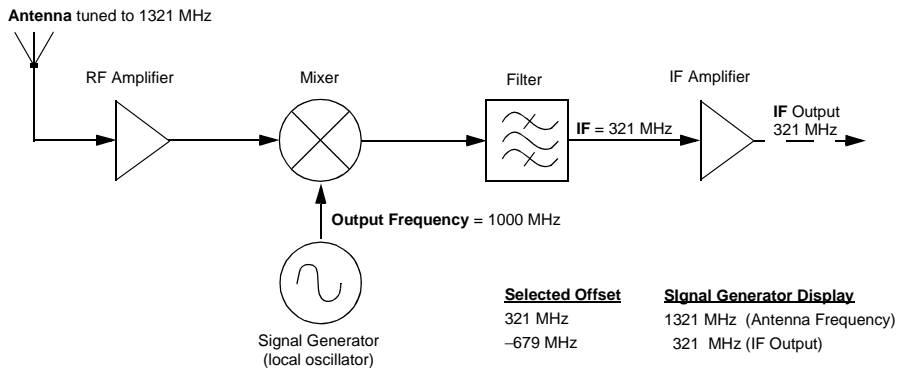 Antenna tuned to 1321 MHz
RF Amplifier
Mixer
Filter
IF Amplifier
IF = 321 MHz
IF Output
321 MHz
Output Frequency = 1000 MHz
Signal Generator
(local oscillator)
Selected Offset
SIgnal Generator Display
321 MHz
1321 MHz (Antenna Frequency)
–679 MHz
321 MHz (IF Output)